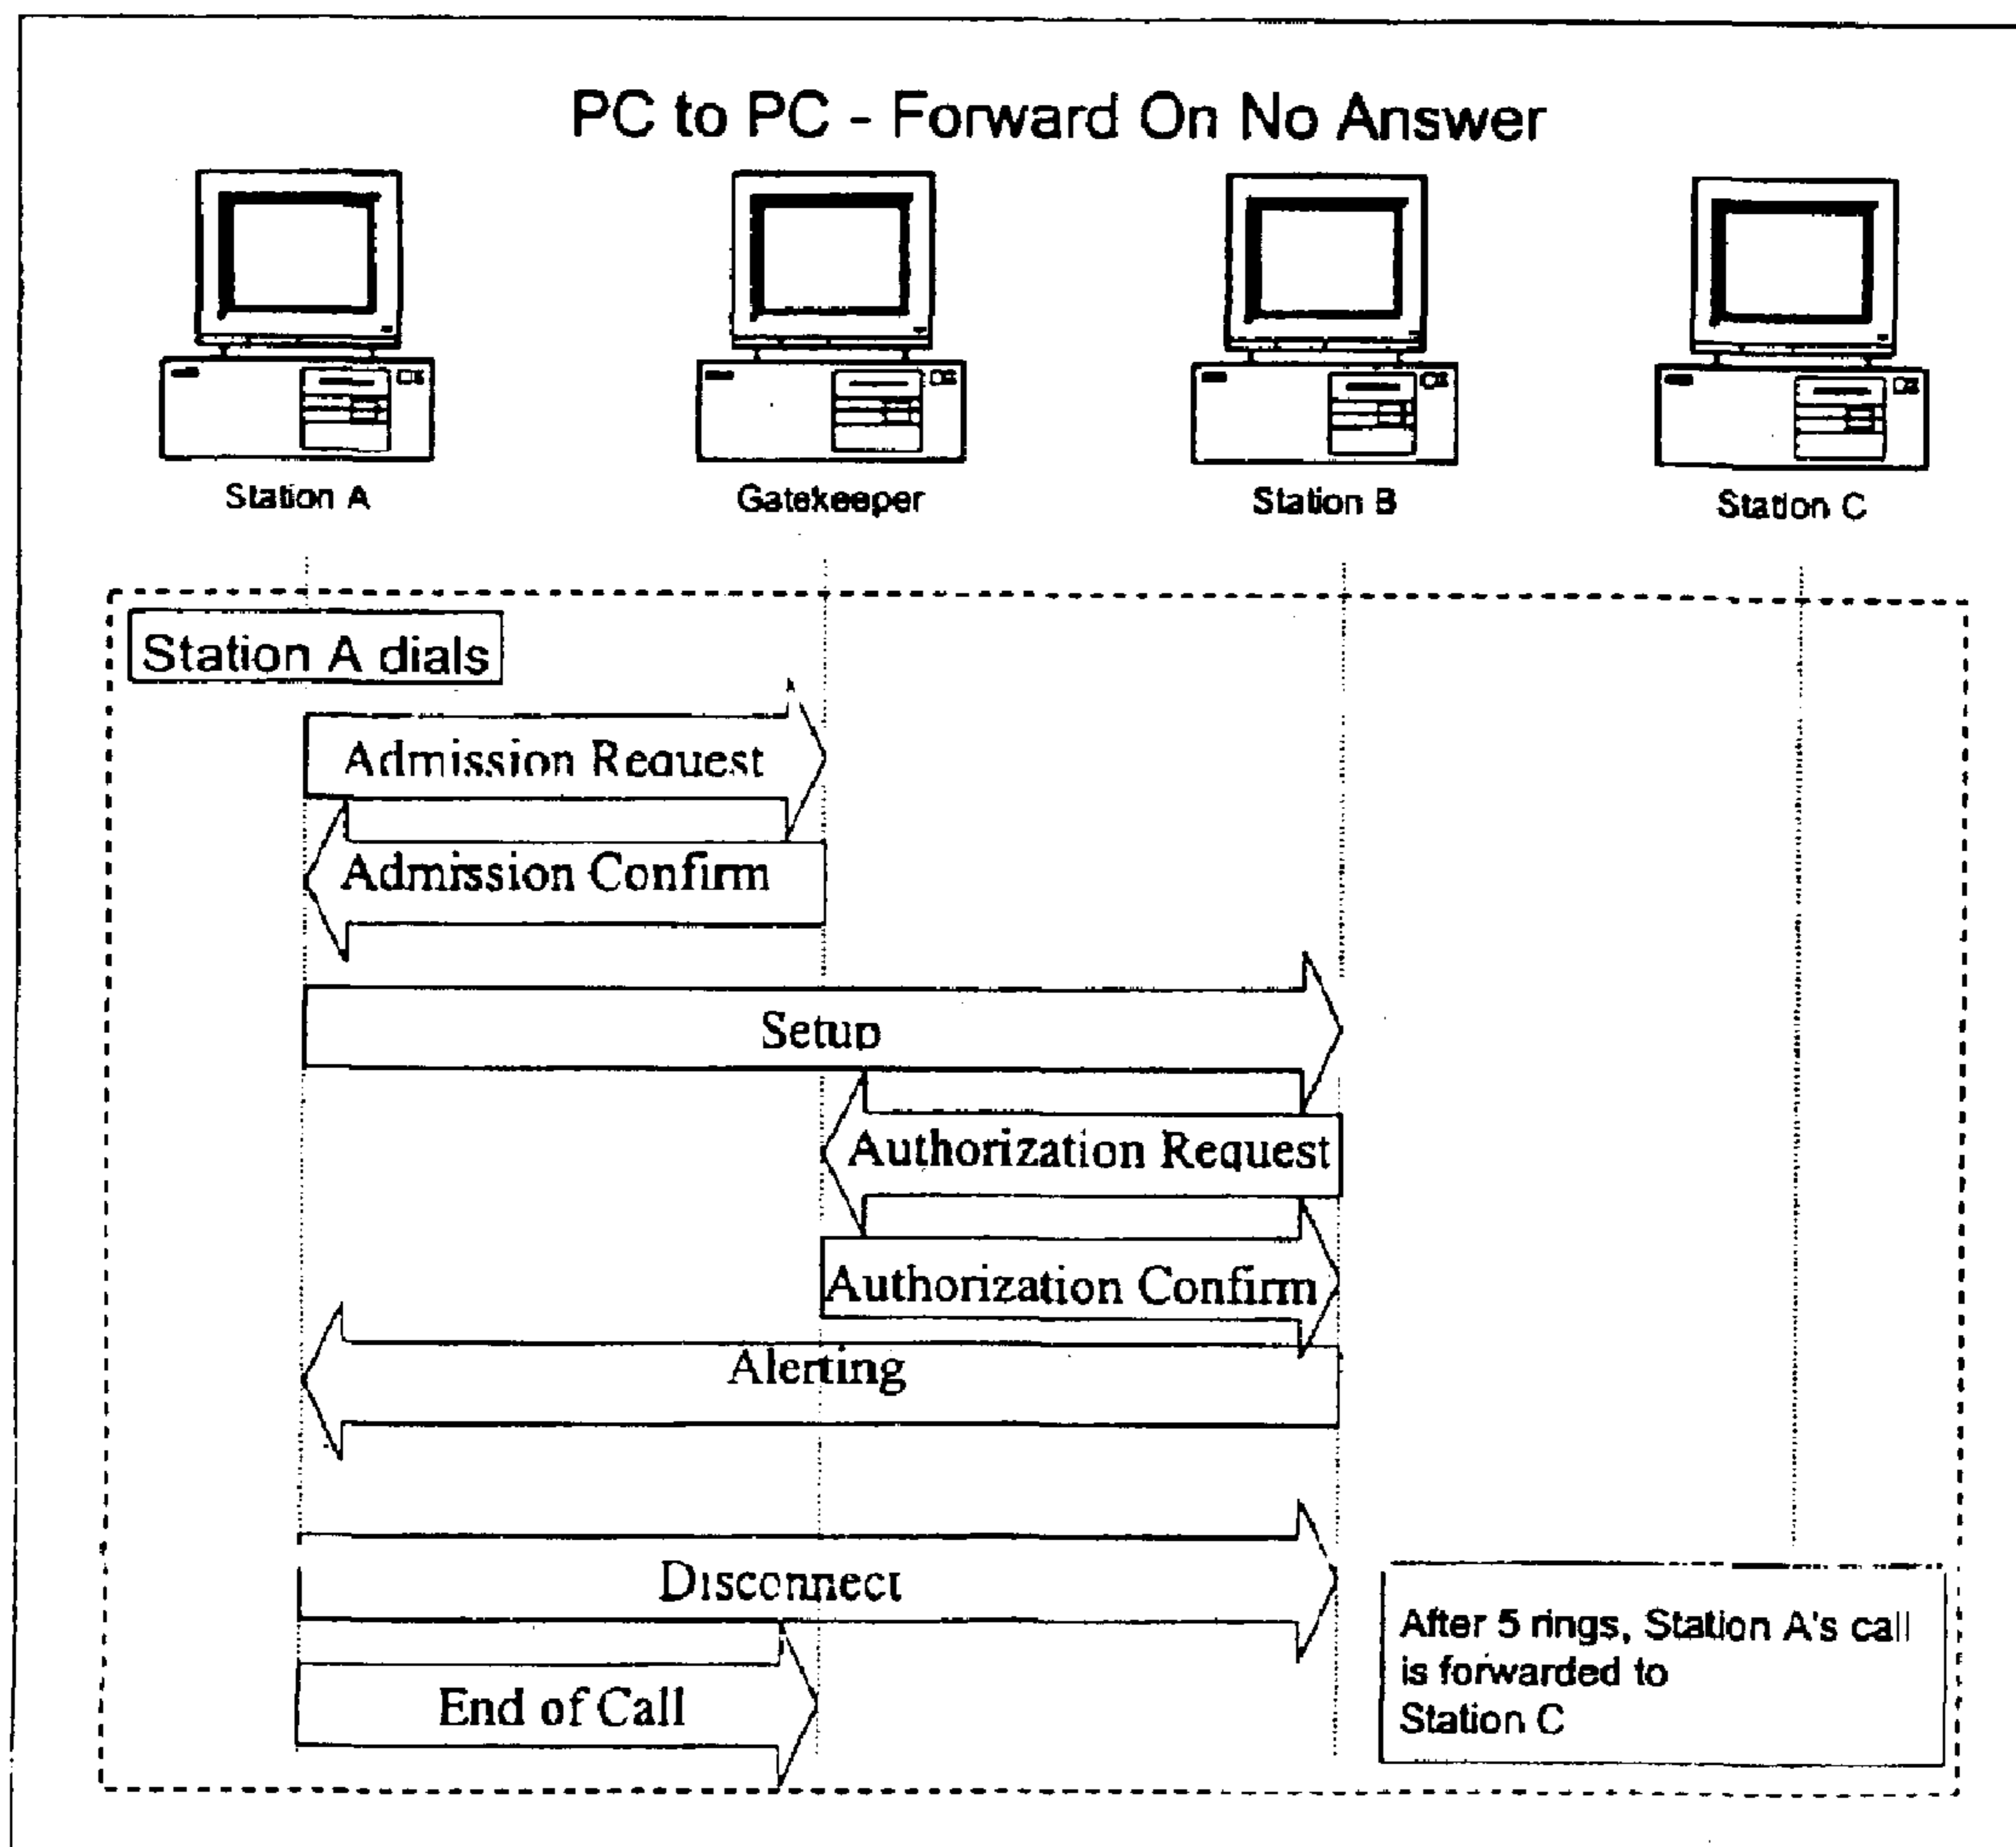 PC to PC - Forward On No Answer
Station A
Gatekeeper
Station B
Station C
Station A dials
Admission Request
Admission Confirm
Setup
Authorization Request
Authorization Confirm
Alerting
Disconnect
End of Call
After 5 rings, Station A's call
is forwarded to
Station C